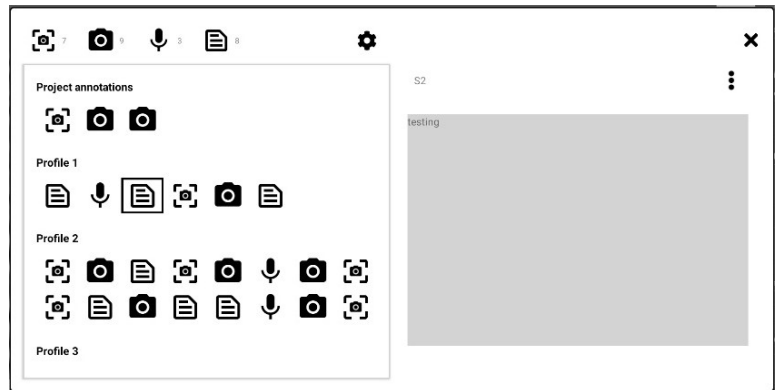 7 9 3 8
Project annotations
S2
testing
Profile 1
Profile 2
Profile 3